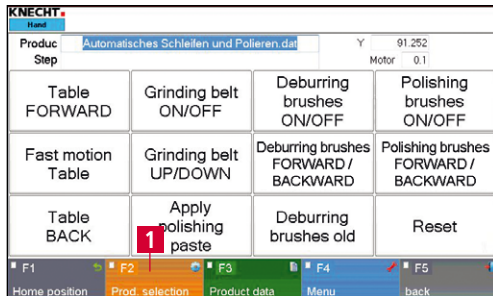 KNECHT
Hand
Produc Automatisches Schleifen und Polieren.dat Y 91.252
Step Motor 0.1
Table FORWARD
Grinding belt ON/OFF
Deburring brushes ON/OFF
Polishing brushes ON/OFF
Fast motion Table
Grinding belt UP/DOWN
Deburring brushes FORWARD / BACKWARD
Polishing brushes FORWARD / BACKWARD
Table BACK
Apply polishing paste
Deburring brushes old
Reset
1
F1 F2 F3 F4 F5
Home position Prod. selection Product data Menu back